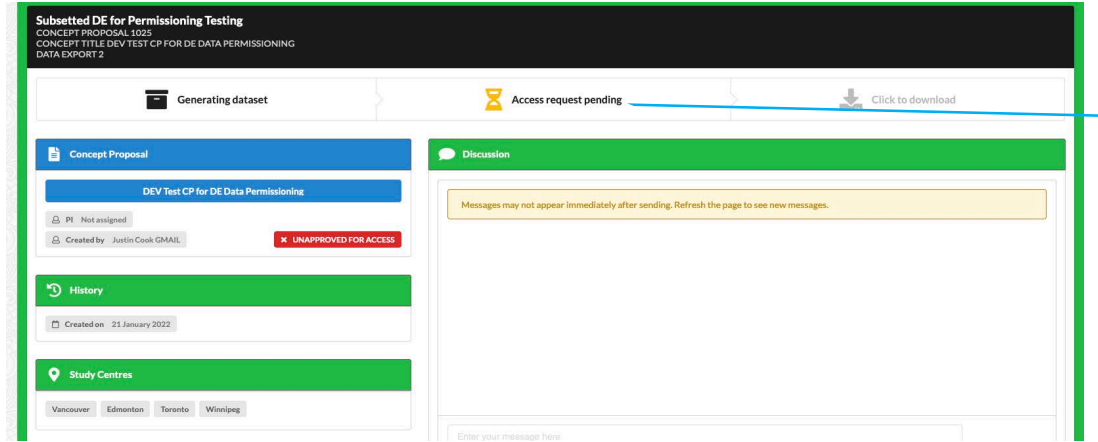 Subsetted DE for Permissioning Testing
CONCEPT PROPOSAL 1025
CONCEPT TITLE DEV TEST CP FOR DE DATA PERMISSIONING
DATA EXPORT 2
Generating dataset
Access request pending
Click to download
Concept Proposal
DEV Test CP for DE Data Permissioning
PI Not assigned
Created by Justin Cook GMAIL
UNAPPROVED FOR ACCESS
History
Created on 21 January 2022
Study Centres
Vancouver Edmonton Toronto Winnipeg
Discussion
Messages may not appear immediately after sending. Refresh the page to see new messages.
Enter your message here